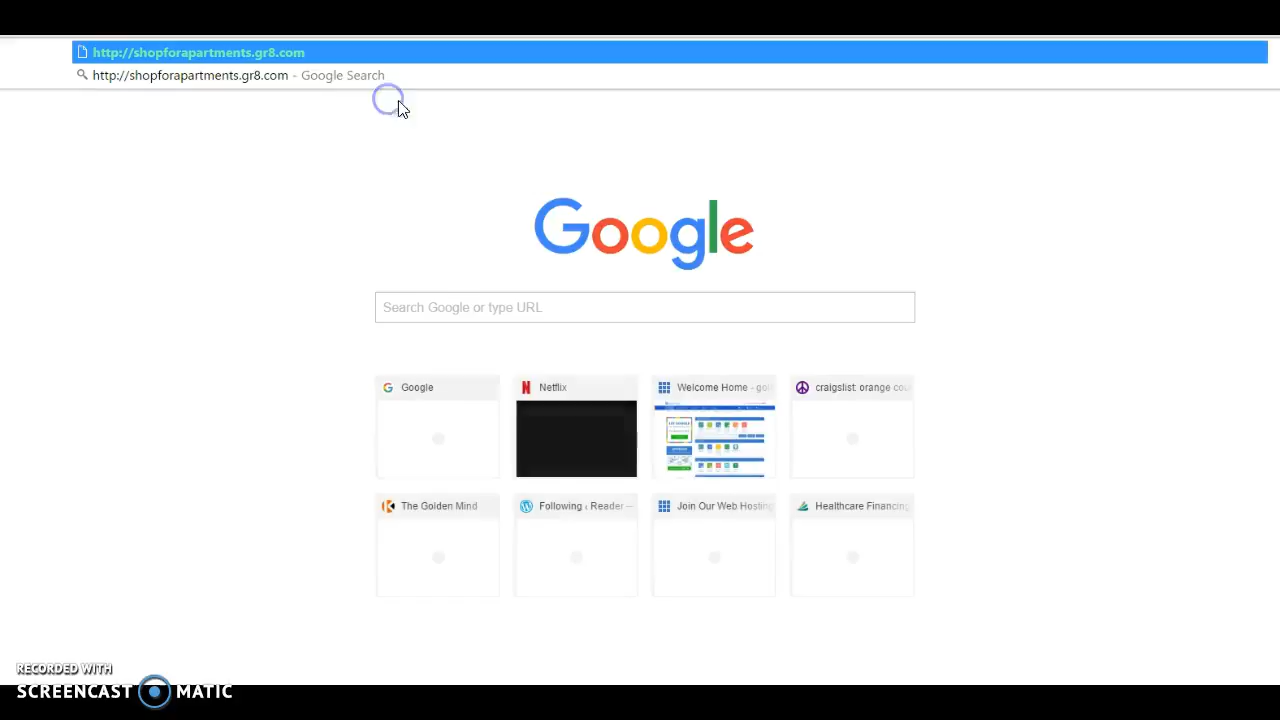 http://shopforapartments.gr8.com
http://shopforapartments.gr8.com - Google Search
Google
Search Google or type URL
Google
Netflix
Welcome Home - go
craigslist: orange cou
The Golden Mind
Following ‹ Reader —
Join Our Web Hosting
Healthcare Financing
RECORDED WITH
SCREENCAST MATIC